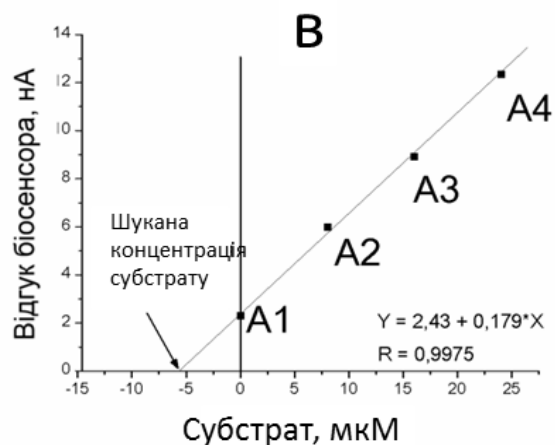 B
14
12
10
8
6
4
2
0
Відгук біосенсора, нА
A4
A3
A2
A1
Шукана
концентрація
субстрату
Y = 2,43 + 0,179*X
R = 0,9975
-15 -10 -5 0 5 10 15 20 25
Субстрат, мкМ